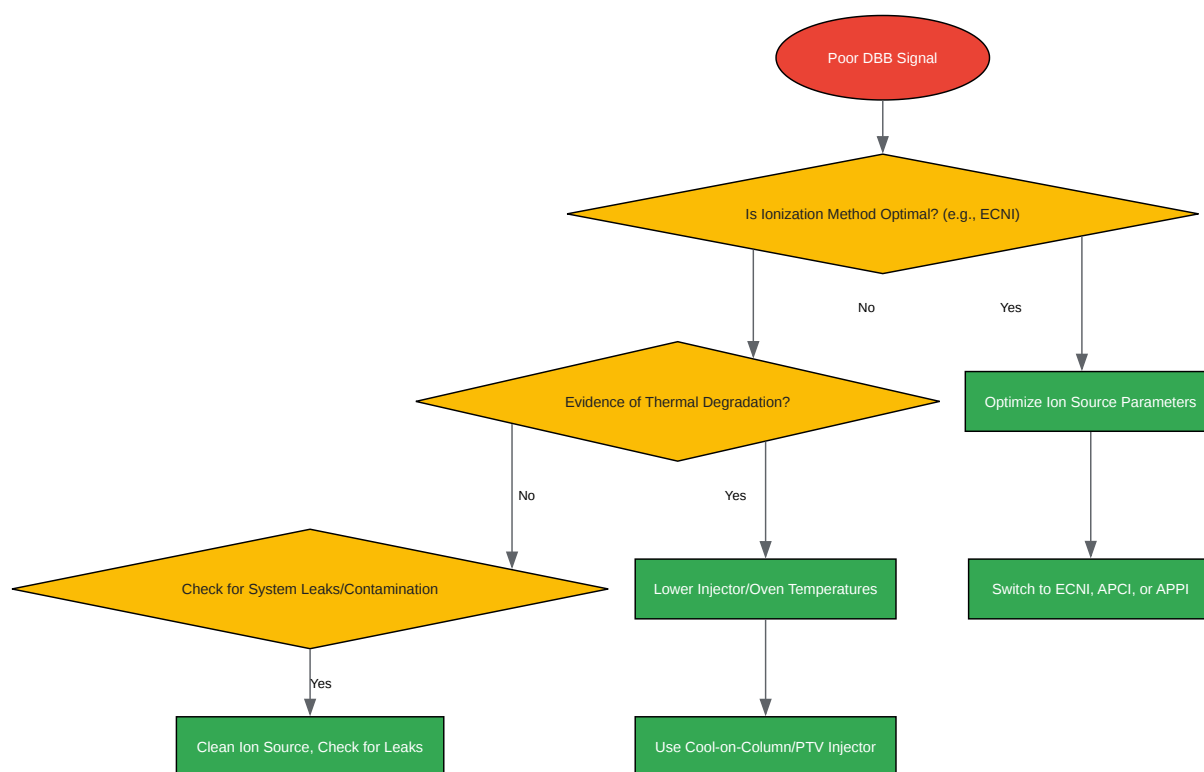 Poor DBB Signal
Is Ionization Method Optimal? (e.g., ECNI)
No
Yes
Evidence of Thermal Degradation?
Optimize Ion Source Parameters
No
Yes
Check for System Leaks/Contamination
Lower Injector/Oven Temperatures
Switch to ECNI, APCI, or APPI
Yes
Clean Ion Source, Check for Leaks
Use Cool-on-Column/PTV Injector